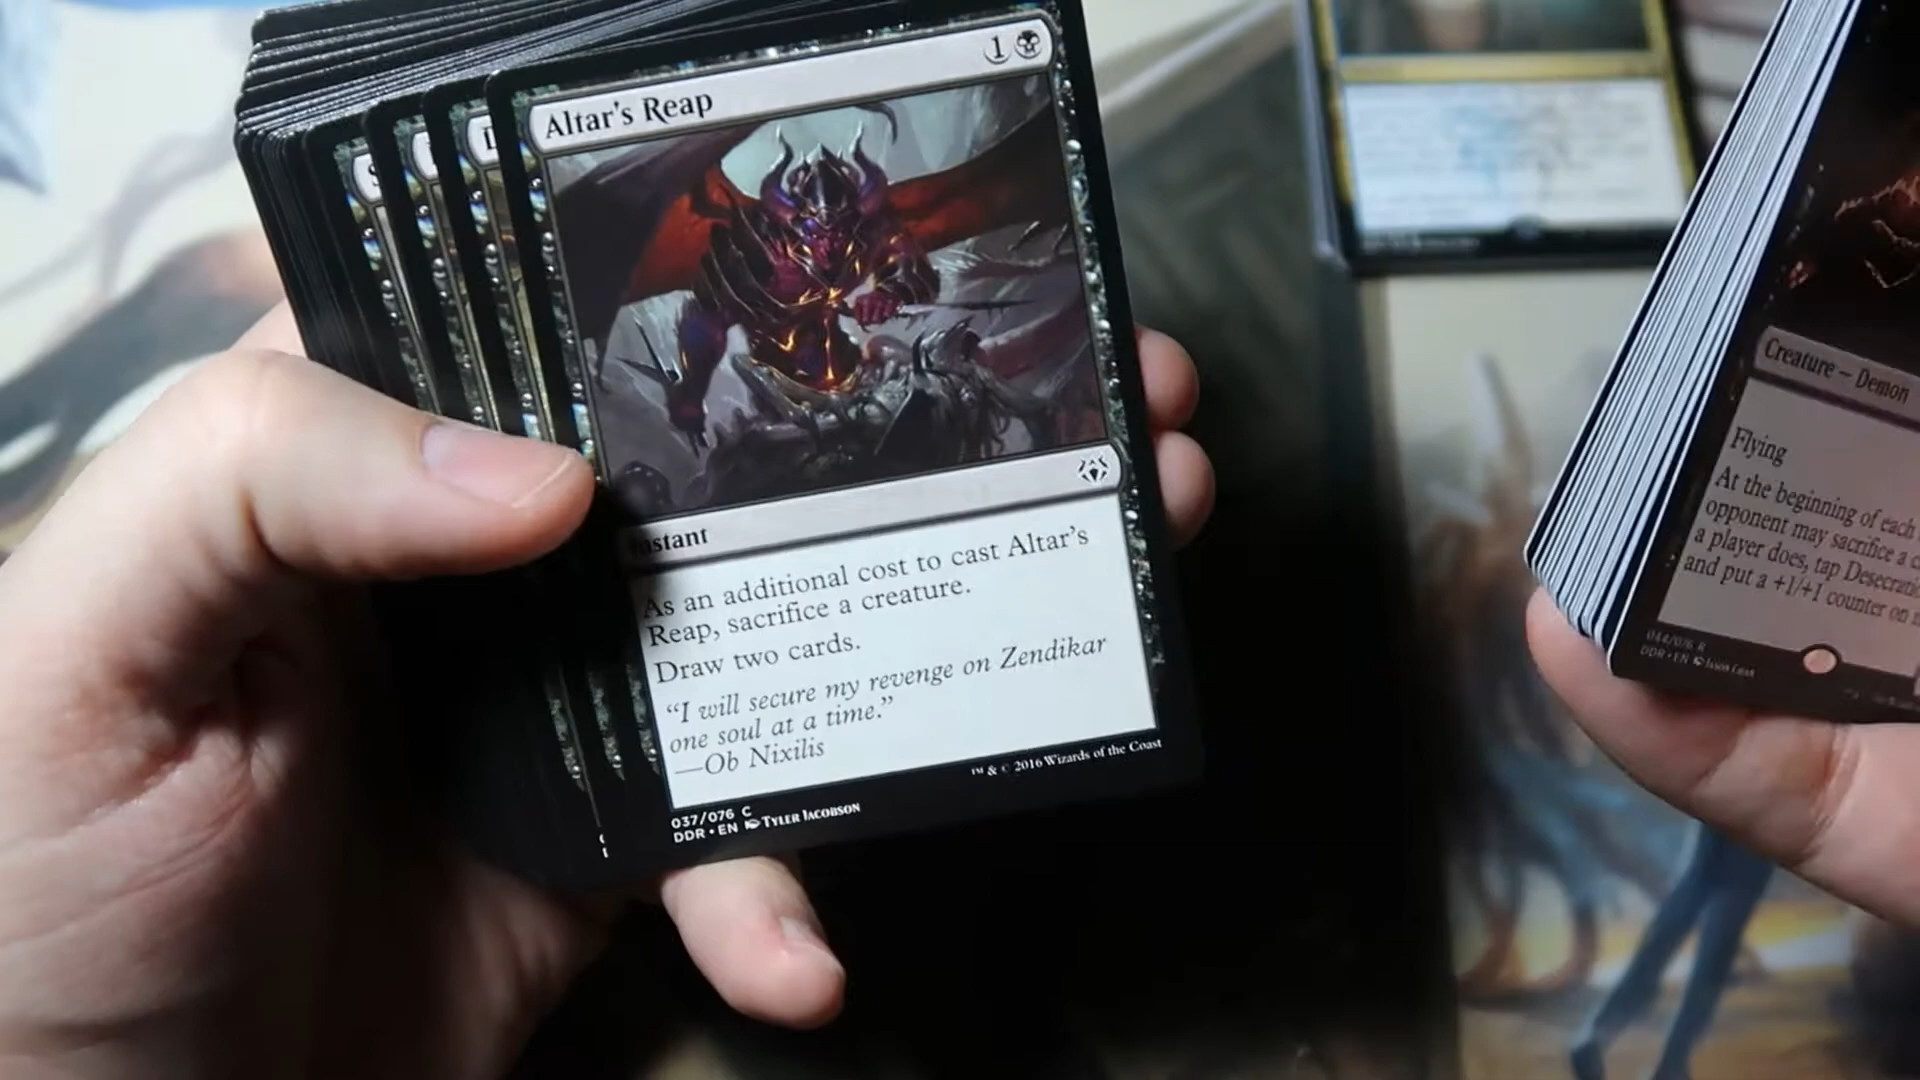 Altar's Reap
1
Instant
As an additional cost to cast Altar's
Reap, sacrifice a creature.
Draw two cards.
“I will secure my revenge on Zendikar
one soul at a time.”
—Ob Nixilis
037/076 C
DDR • EN TYLER JACOBSON
™ & © 2016 Wizards of the Coast
Creature — Demon
Flying
At the beginning of each
opponent may sacrifice a
a player does, tap
and put a +1/+1 counter on
044/076 R
DDR • EN